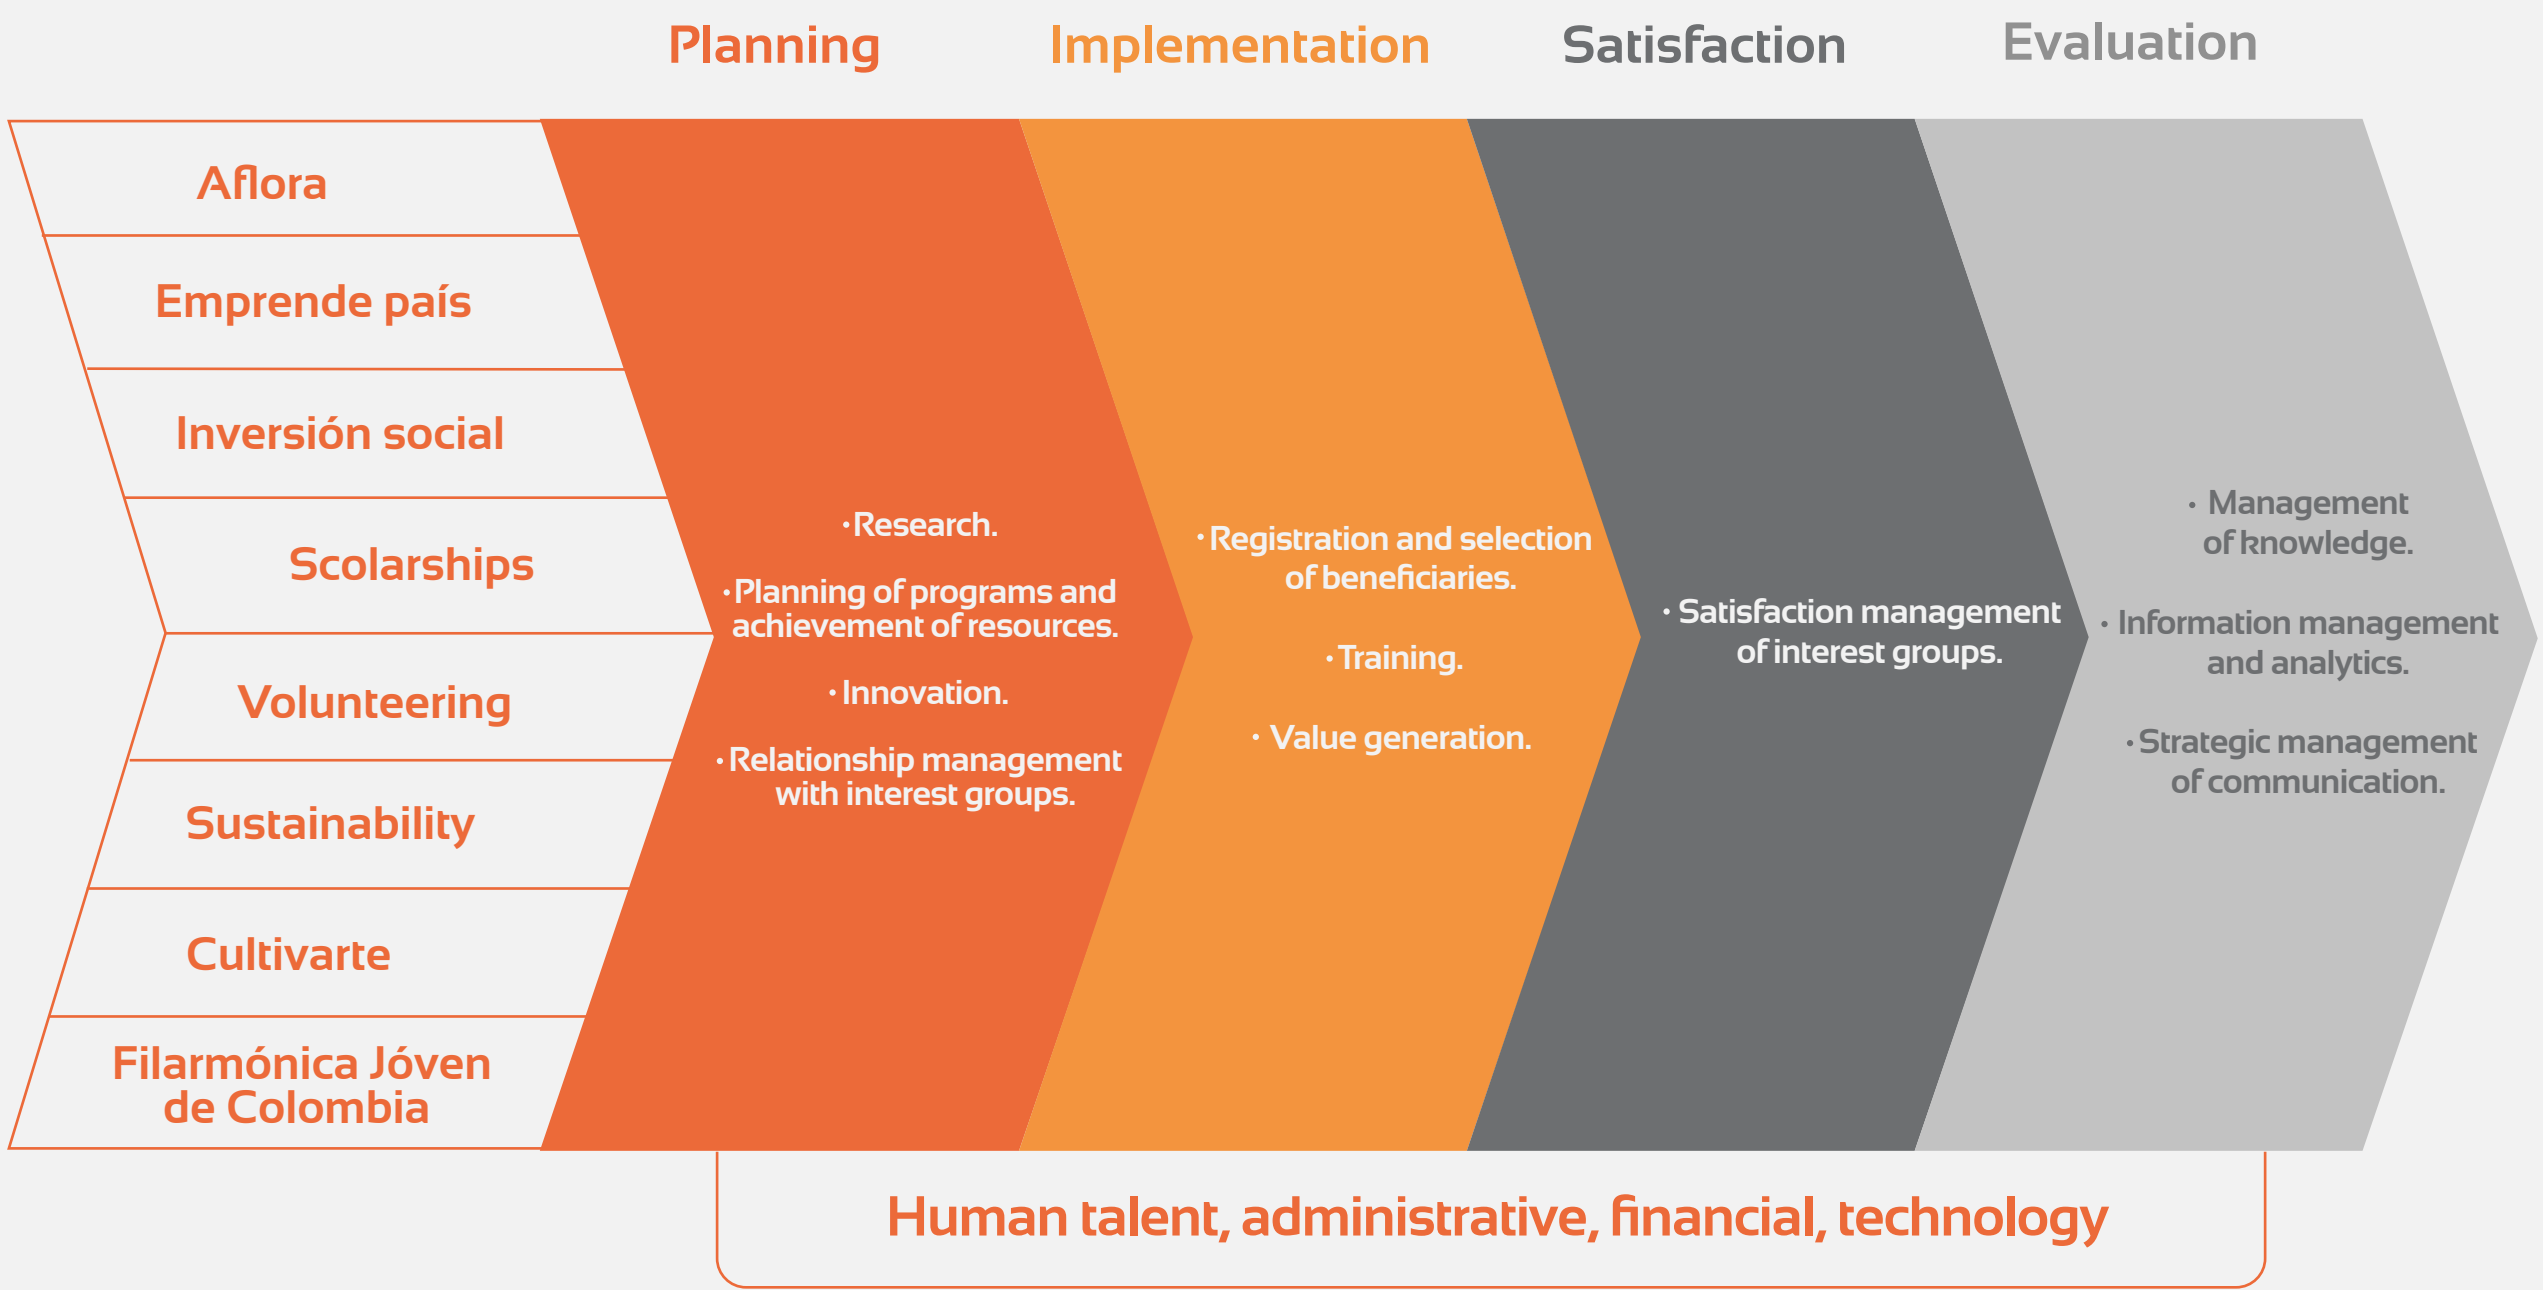 Planning
Implementation
Satisfaction
Evaluation
Aflora
Emprende país
Inversión social
Scolarships
Volunteering
Sustainability
Cultivarte
Filarmónica Jóven
de Colombia
· Research.
· Planning of programs and
achievement of resources.
· Innovation.
· Relationship management
with interest groups.
· Registration and selection
of beneficiaries.
· Training.
· Value generation.
· Satisfaction management
of interest groups.
· Management
of knowledge.
· Information management
and analytics.
· Strategic management
of communication.
Human talent, administrative, financial, technology